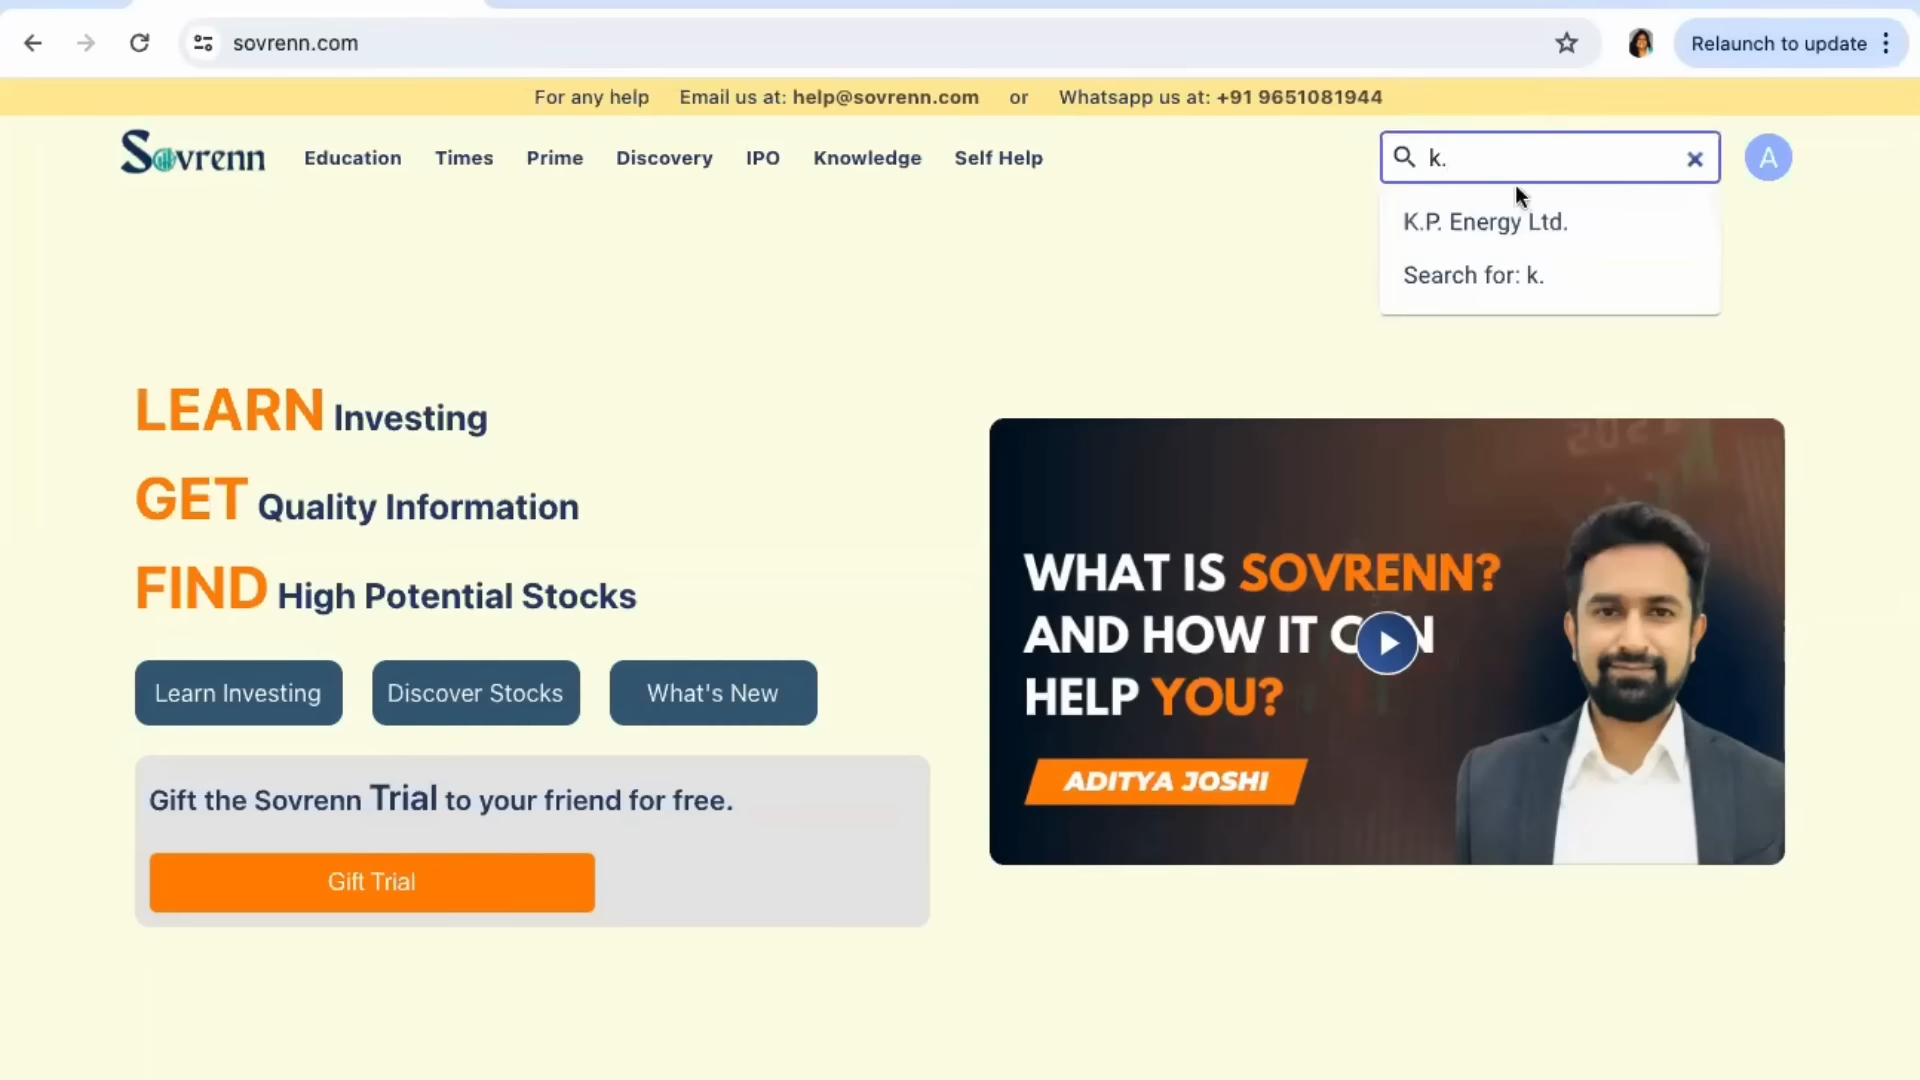 sovrenn.com
Relaunch to update
For any help Email us at: help@sovrenn.com or Whatsapp us at: +91 9651081944
Sovrenn
Education Times Prime Discovery IPO Knowledge Self Help
k.
A
K.P. Energy Ltd.
Search for: k.
LEARN Investing
GET Quality Information
FIND High Potential Stocks
Learn Investing Discover Stocks What's New
Gift the Sovrenn Trial to your friend for free.
Gift Trial
WHAT IS SOVRENN?
AND HOW IT C N
HELP YOU?
ADITYA JOSHI